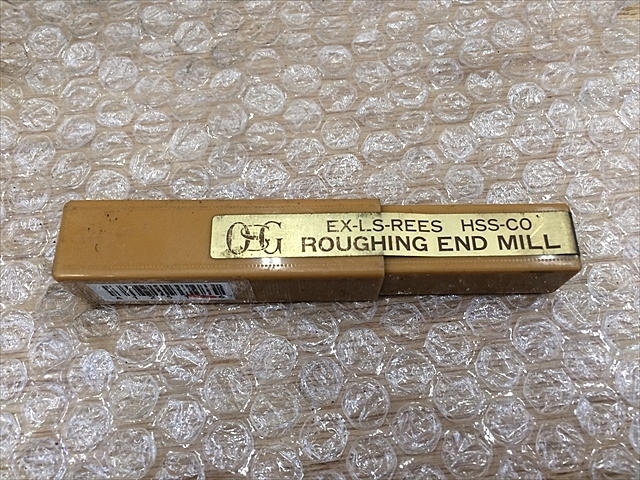 OSG
EX-LS-REES HSS-CO
ROUGHING END MILL